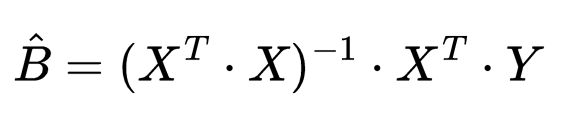 B̂ = (Xᵀ · X)⁻¹ · Xᵀ · Y